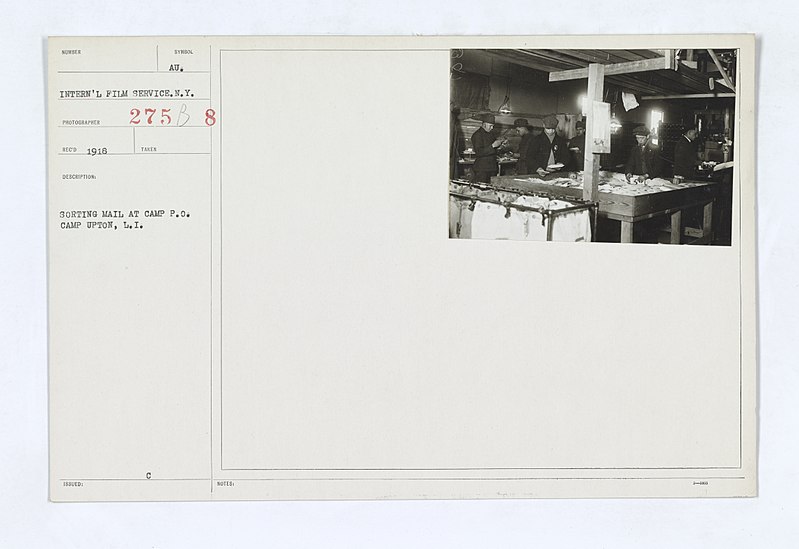 NUMBER
SYMBOL
AU.
INTERN'L FILM SERVICE.N.Y.
PHOTOGRAPHER
275B 8
REC'D 1918
TAKEN
DESCRIPTION:
SORTING MAIL AT CAMP P.O.
CAMP UPTON, L.I.
C
ISSUED:
NOTES: